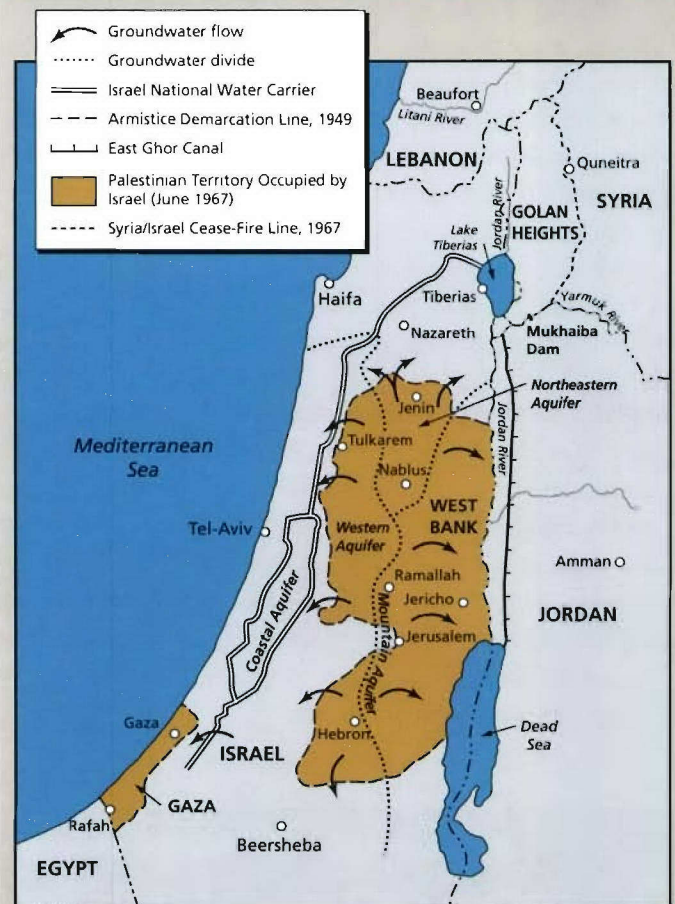 Groundwater flow
Groundwater divide
Israel National Water Carrier
Armistice Demarcation Line, 1949
East Ghor Canal
Palestinian Territory Occupied by
Israel (June 1967)
Syria/Israel Cease-Fire Line, 1967
Beaufort
Litani River
LEBANON
Quneitra
SYRIA
Jordan River
GOLAN
HEIGHTS
Lake
Tiberias
Haifa
Tiberias
Yarmuk River
Nazareth
Mukhaiba
Dam
Northeastern
Aquifer
Jenin
Jordan River
Mediterranean
Sea
Tulkarem
Nablus
WEST
BANK
Tel-Aviv
Western
Aquifer
Amman
Ramallah
Jericho
JORDAN
Coastal Aquifer
Mountain Aquifer
Jerusalem
Gaza
ISRAEL
Hebron
Dead
Sea
GAZA
Rafah
Beersheba
EGYPT